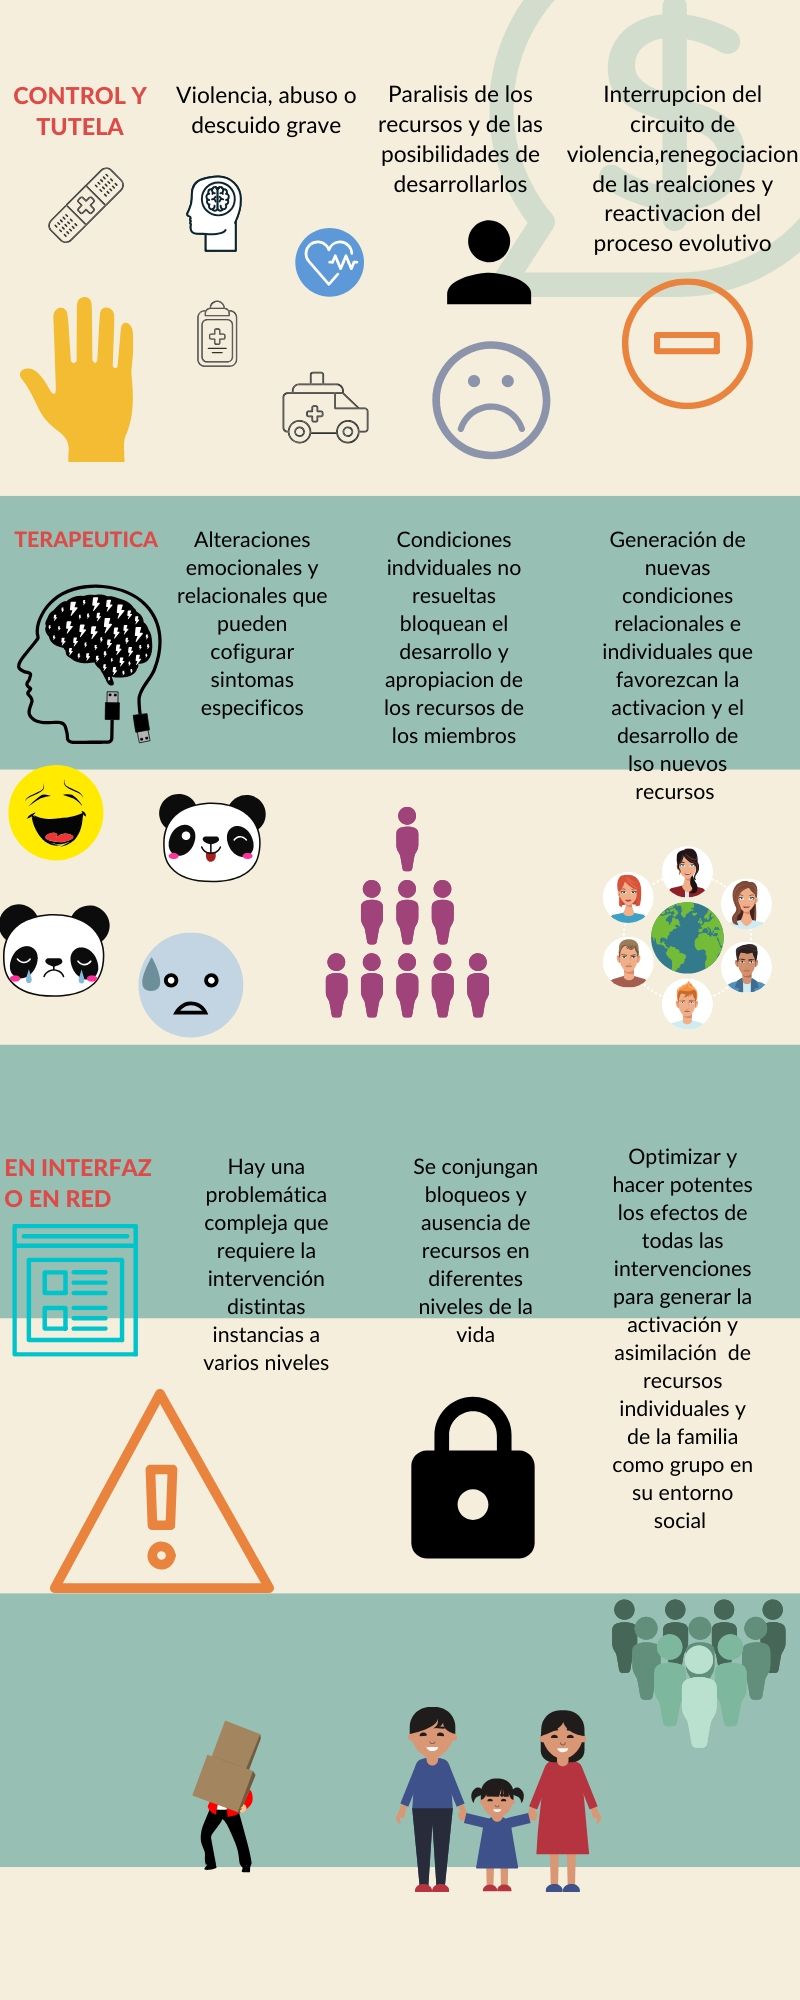 CONTROL Y
TUTELA
Violencia, abuso o
descuido grave
Paralisis de los
recursos y de las
posibilidades de
desarrollarlos
Interrupcion del
circuito de
violencia,renegociacion
de las realciones y
reactivacion del
proceso evolutivo
TERAPEUTICA
Alteraciones
emocionales y
relacionales que
pueden
cofigurar
sintomas
especificos
Condiciones
indvduales no
resueltas
bloquean el
desarrollo y
apropiacion de
los recursos de
los miembros
Generación de
nuevas
condiciones
relacionales e
individuales que
favorezcan la
activacion y el
desarrollo de
lso nuevos
recursos
EN INTERFAZ
O EN RED
Hay una
problemática
compleja que
requiere la
intervención
distintas
instancias a
varios niveles
Se conjungan
bloqueos y
ausencia de
recursos en
diferentes
niveles de la
vida
Optimizar y
hacer potentes
los efectos de
todas las
intervenciones
para generar la
activación y
asimilación  de
recursos
individuales y
de la familia
como grupo en
su entorno
social